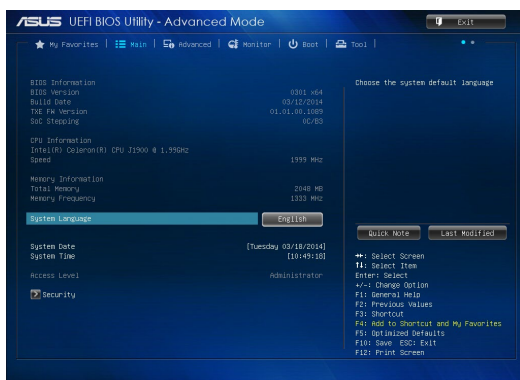 ASUS UEFI BIOS Utility - Advanced Mode
Exit
My Favorites | Main | Advanced | Monitor | Boot | Tool |
BIOS Information
BIOS Version 0301 x64
Build Date 03/12/2014
TXE FW Version 01.01.00.1089
SoC Stepping 0C/B3
CPU Information
Intel(R) Celeron(R) CPU J1900 @ 1.99GHz
Speed 1999 MHz
Memory Information
Total Memory 2048 MB
Memory Frequency 1333 MHz
System Language English
System Date [Tuesday 03/18/2014]
System Time [10:49:18]
Access Level Administrator
Security
Choose the system default language
Quick Note Last Modified
→←: Select Screen
↑↓: Select Item
Enter: Select
+/-: Change Option
F1: General Help
F2: Previous Values
F3: Shortcut
F4: Add to Shortcut and My Favorites
F5: Optimized Defaults
F10: Save ESC: Exit
F12: Print Screen